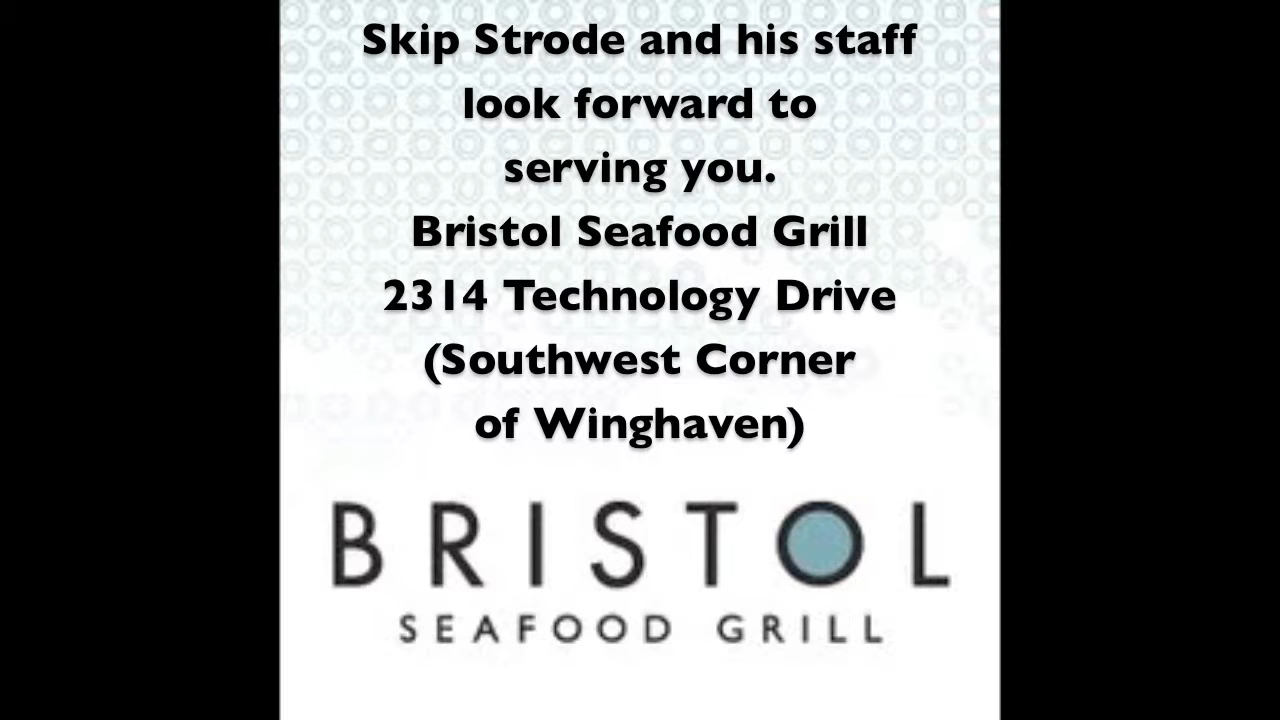 Skip Strode and his staff
look forward to
serving you.
Bristol Seafood Grill
2314 Technology Drive
(Southwest Corner
of Winghaven)
BRISTOL
SEAFOOD GRILL